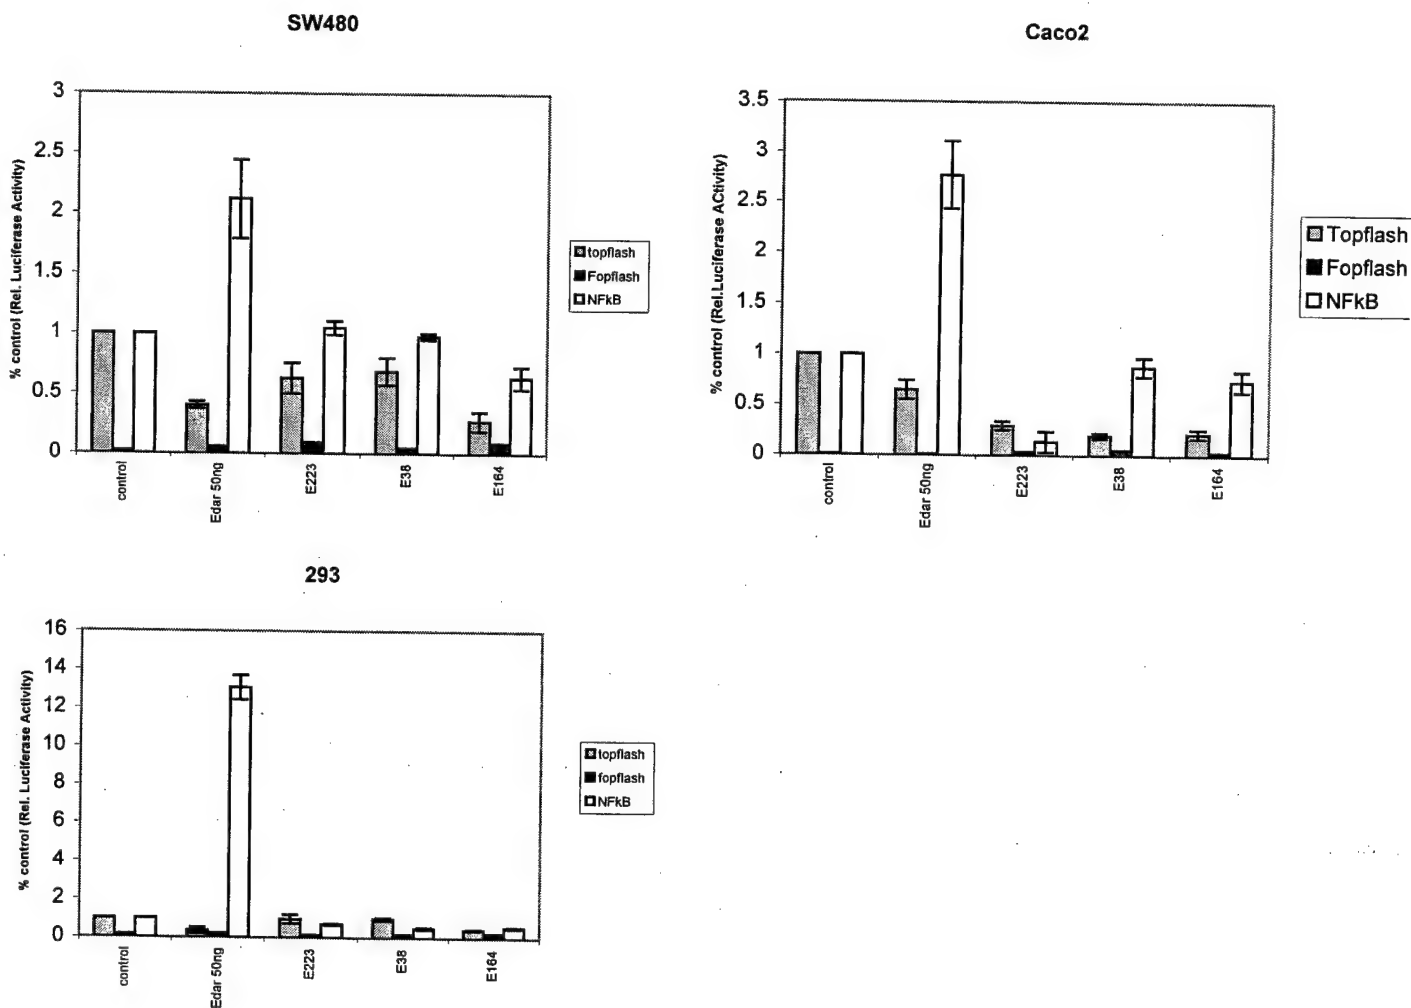 SW480
% control (Rel. Luciferase Activity)
3
2.5
2
1.5
1
0.5
0
control
Edar 50ng
E223
E38
E164
topflash
Fopflash
NFkB
Caco2
% control (Rel.Luciferase ACtivity)
3.5
3
2.5
2
1.5
1
0.5
0
control
Edar 50ng
E223
E38
E164
Topflash
Fopflash
NFkB
293
% control (Rel. Luciferase Activity)
16
14
12
10
8
6
4
2
0
control
Edar 50ng
E223
E38
E164
topflash
fopflash
NFkB